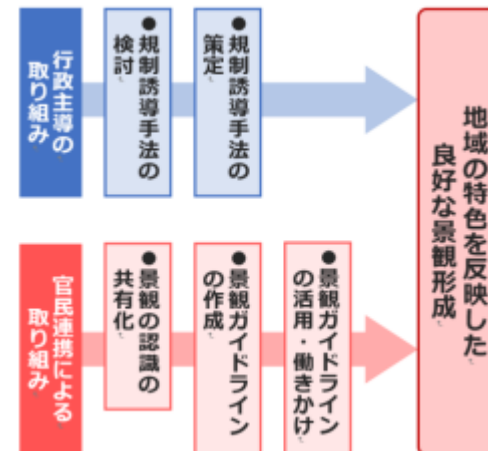 行政主導の
取り組み
●規制誘導手法の
検討
●規制誘導手法の
策定
官民連携による
取り組み
●景観の認識の
共有化
●景観ガイドライン
の作成
●景観ガイドライン
の活用・働きかけ
地域の特色を反映した
良好な景観形成